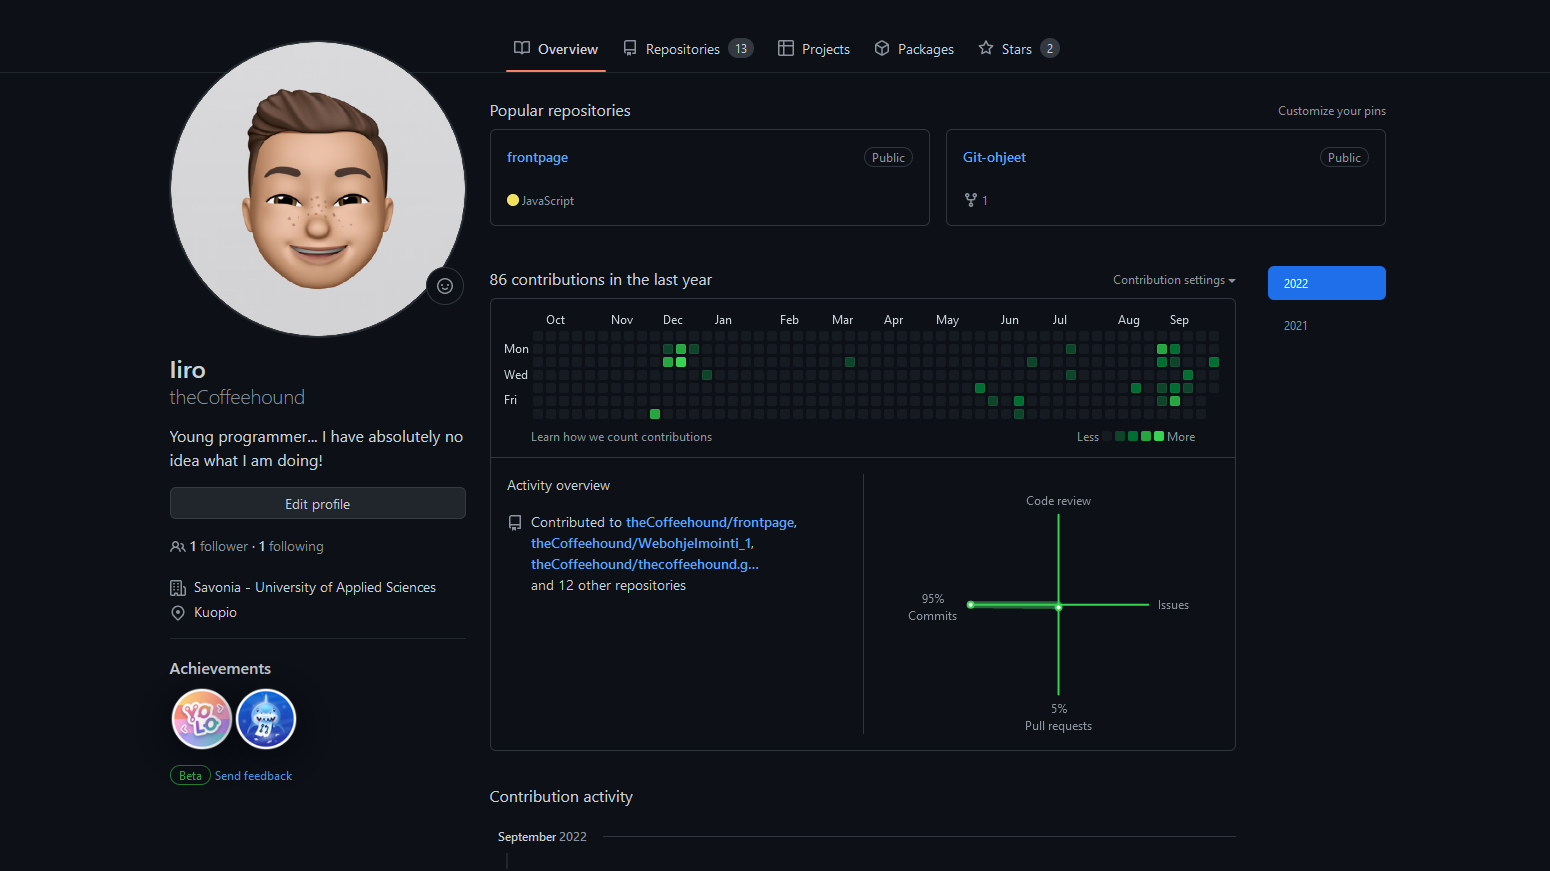 Overview Repositories 13 Projects Packages Stars 2
Iiro
theCoffeehound
Young programmer... I have absolutely no
idea what I am doing!
Edit profile
1 follower · 1 following
Savonia - University of Applied Sciences
Kuopio
Achievements
YOLO
Beta Send feedback
Popular repositories Customize your pins
frontpage Public
JavaScript
Git-ohjeet Public
1
86 contributions in the last year Contribution settings
2022
2021
Oct Nov Dec Jan Feb Mar Apr May Jun Jul Aug Sep
Mon
Wed
Fri
Learn how we count contributions Less More
Activity overview
Contributed to theCoffeehound/frontpage,
theCoffeehound/Webohjelmointi_1,
theCoffeehound/thecoffeehound.g...
and 12 other repositories
Code review
95%
Commits
Issues
5%
Pull requests
Contribution activity
September 2022